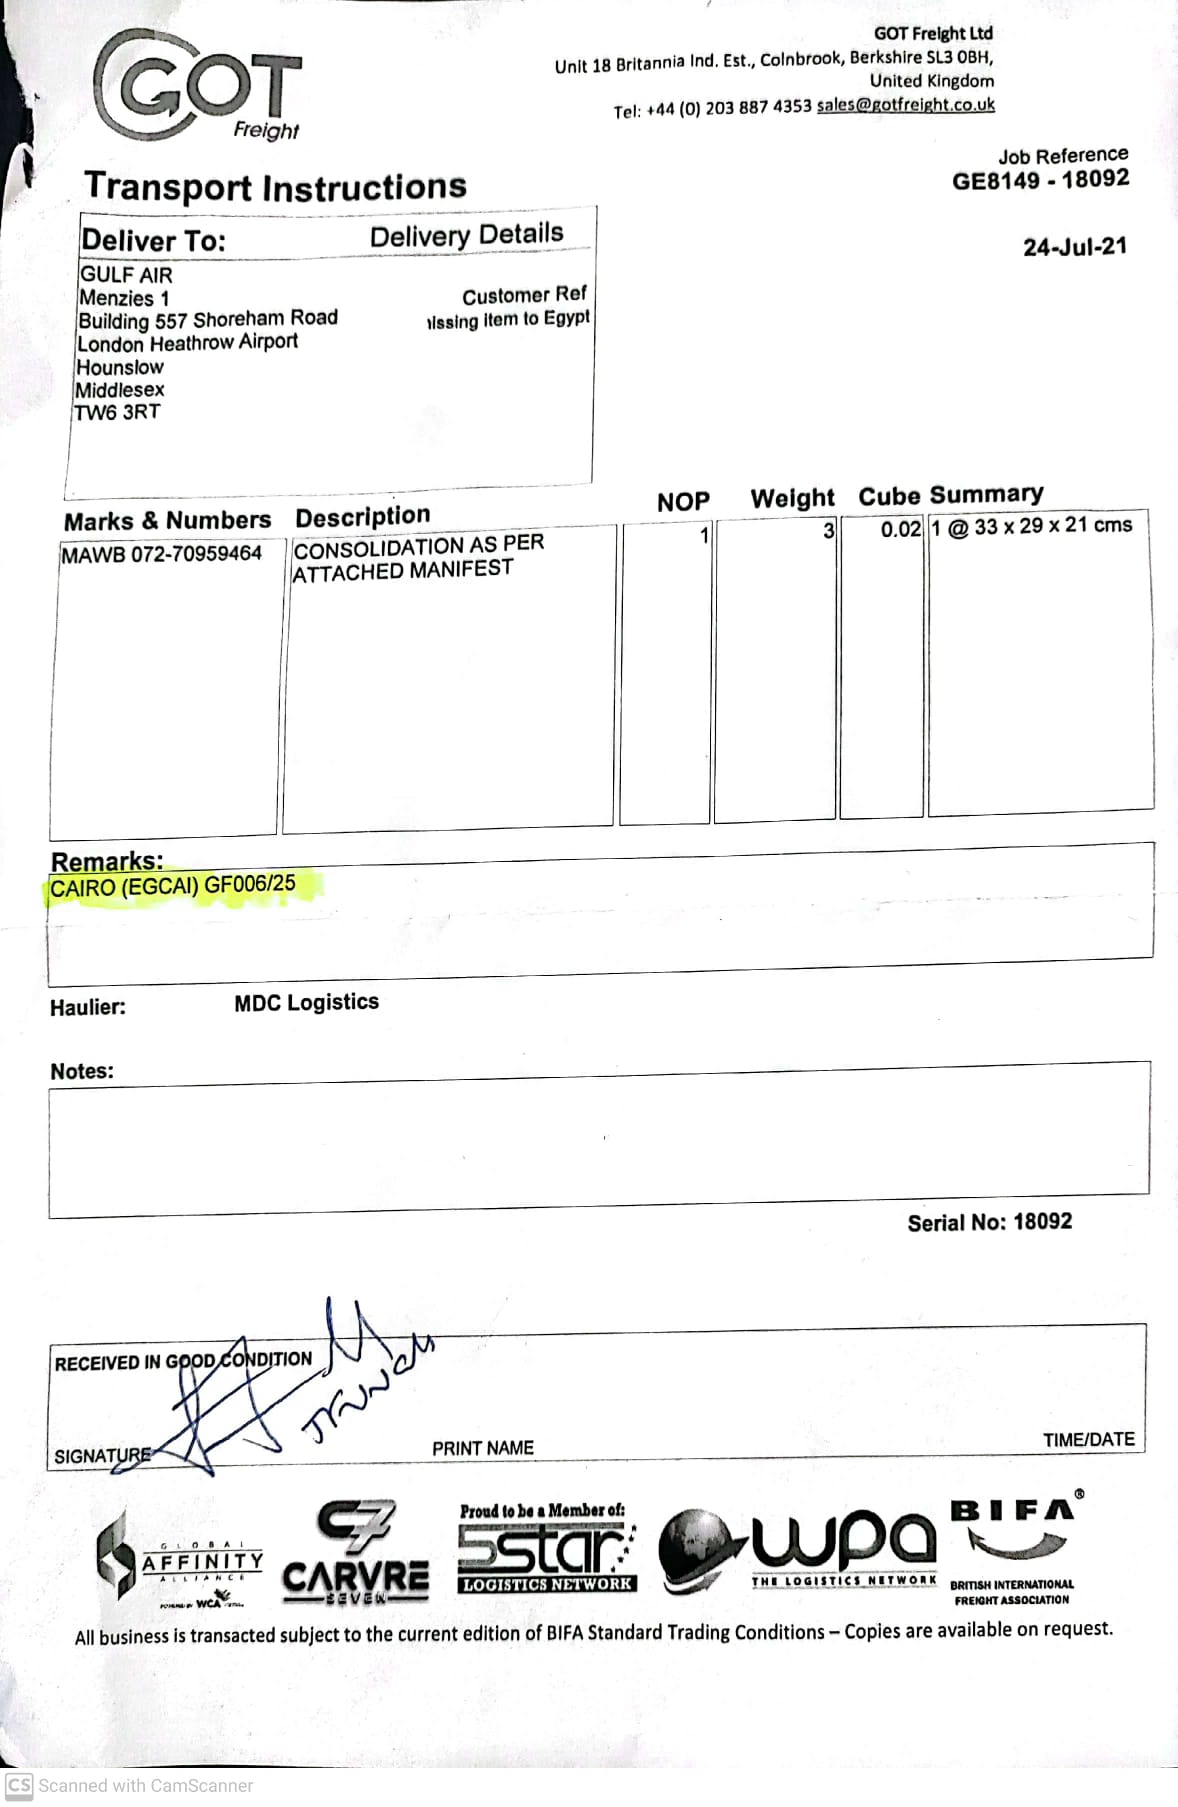 GOT
Freight
GOT Freight Ltd
Unit 18 Britannia Ind. Est., Colnbrook, Berkshire SL3 0BH,
United Kingdom
Tel: +44 (0) 203 887 4353 sales@gotfreight.co.uk
Job Reference
GE8149 - 18092
24-Jul-21
Transport Instructions
Deliver To: Delivery Details
GULF AIR
Menzies 1
Building 557 Shoreham Road
London Heathrow Airport
Hounslow
Middlesex
TW6 3RT
Customer Ref
issing item to Egypt
Marks & Numbers Description NOP Weight Cube Summary
MAWB 072-70959464 CONSOLIDATION AS PER 1 3 0.02 1 @ 33 x 29 x 21 cms
ATTACHED MANIFEST
Remarks:
CAIRO (EGCAI) GF006/25
Haulier: MDC Logistics
Notes:
Serial No: 18092
RECEIVED IN GOOD CONDITION
SIGNATURE PRINT NAME TIME/DATE
GLOBAL
AFFINITY
ALLIANCE
POWERED BY WCA
C7
CARVRE
SEVEN
Proud to be a Member of:
5star
LOGISTICS NETWORK
wpa
THE LOGISTICS NETWORK
BIFA®
BRITISH INTERNATIONAL
FREIGHT ASSOCIATION
All business is transacted subject to the current edition of BIFA Standard Trading Conditions – Copies are available on request.
CS Scanned with CamScanner